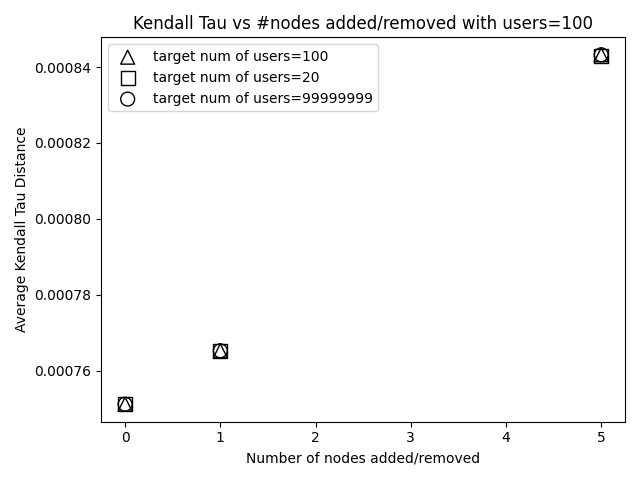 Kendall Tau vs #nodes added/removed with users=100
target num of users=100
target num of users=20
target num of users=99999999
Average Kendall Tau Distance
0.00084
0.00082
0.00080
0.00078
0.00076
0 1 2 3 4 5
Number of nodes added/removed